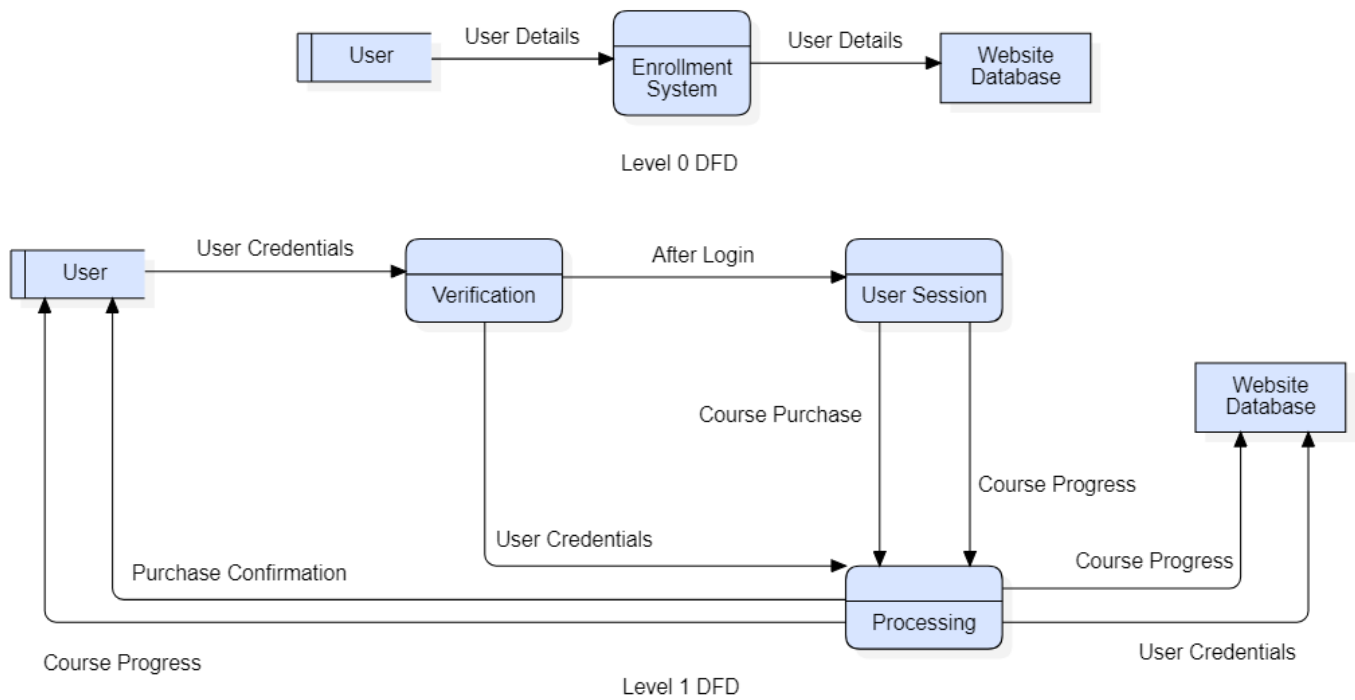 User Details
User Details
User
Enrollment
System
Website
Database
Level 0 DFD
User Credentials
After Login
User
Verification
User Session
Website
Database
Course Purchase
Course Progress
User Credentials
Course Progress
Purchase Confirmation
Processing
User Credentials
Course Progress
Level 1 DFD